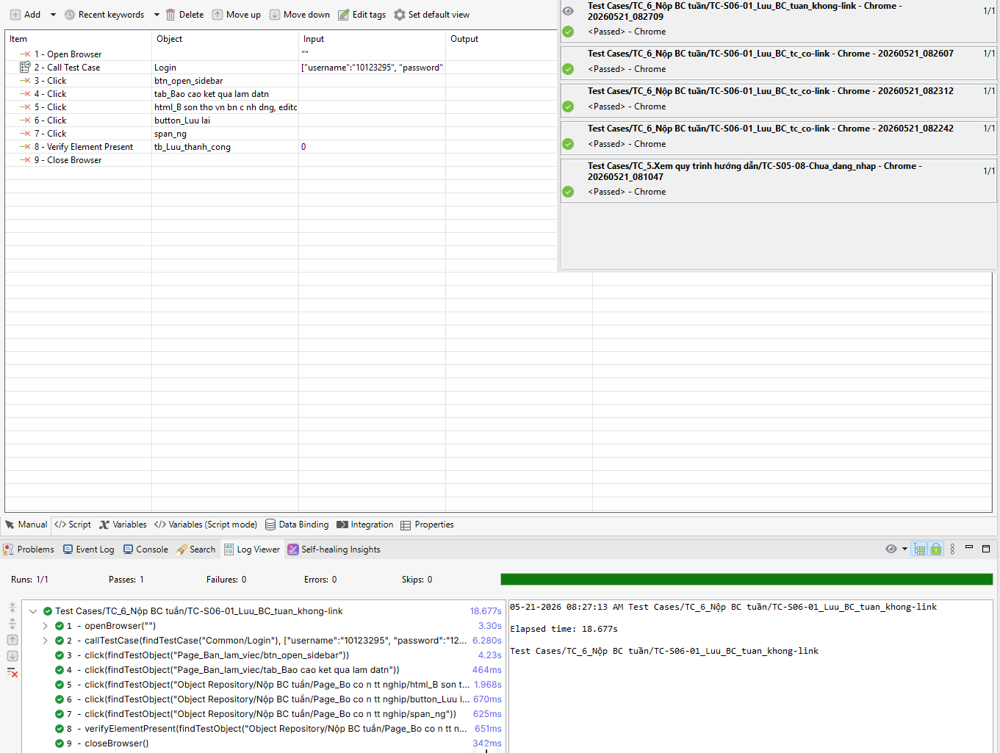 Add Recent keywords Delete Move up Move down Edit tags Set default view
Item Object Input Output
1 - Open Browser ""
2 - Call Test Case Login ["username":"10123295", "password":
3 - Click btn_open_sidebar
4 - Click tab_Bao cao ket qua lam datn
5 - Click html_B son tho vn bn c nh dng, editc
6 - Click button_Luu lai
7 - Click span_ng
8 - Verify Element Present tb_Luu_thanh_cong 0
9 - Close Browser
Test Cases/TC_6_Nộp BC tuần/TC-S06-01_Luu_BC_tuan_khong-link - Chrome - 1/1
20260521_082709
<Passed> - Chrome
Test Cases/TC_6_Nộp BC tuần/TC-S06-01_Luu_BC_tc_co-link - Chrome - 20260521_082607 1/1
<Passed> - Chrome
Test Cases/TC_6_Nộp BC tuần/TC-S06-01_Luu_BC_tc_co-link - Chrome - 20260521_082312 1/1
<Passed> - Chrome
Test Cases/TC_6_Nộp BC tuần/TC-S06-01_Luu_BC_tc_co-link - Chrome - 20260521_082242 1/1
<Passed> - Chrome
Test Cases/TC_5.Xem quy trình hướng dẫn/TC-S05-08-Chua_dang_nhap - Chrome - 1/1
20260521_081047
<Passed> - Chrome
Manual </> Script Variables </> Variables (Script mode) Data Binding Integration Properties
Problems Event Log Console Search Log Viewer Self-healing Insights
Runs: 1/1 Passes: 1 Failures: 0 Errors: 0 Skips: 0
Test Cases/TC_6_Nộp BC tuần/TC-S06-01_Luu_BC_tuan_khong-link 18.677s
1 - openBrowser("") 3.30s
2 - callTestCase(findTestCase("Common/Login"), ["username":"10123295", "password":"12... 6.280s
3 - click(findTestObject("Page_Ban_lam_viec/btn_open_sidebar")) 4.23s
4 - click(findTestObject("Page_Ban_lam_viec/tab_Bao cao ket qua lam datn")) 464ms
5 - click(findTestObject("Object Repository/Nộp BC tuần/Page_Bo co n tt nghip/html_B son t... 1.968s
6 - click(findTestObject("Object Repository/Nộp BC tuần/Page_Bo co n tt nghip/button_Luu l... 670ms
7 - click(findTestObject("Object Repository/Nộp BC tuần/Page_Bo co n tt nghip/span_ng")) 625ms
8 - verifyElementPresent(findTestObject("Object Repository/Nộp BC tuần/Page_Bo co n tt n... 651ms
9 - closeBrowser() 342ms
05-21-2026 08:27:13 AM Test Cases/TC_6_Nộp BC tuần/TC-S06-01_Luu_BC_tuan_khong-link
Elapsed time: 18.677s
Test Cases/TC_6_Nộp BC tuần/TC-S06-01_Luu_BC_tuan_khong-link